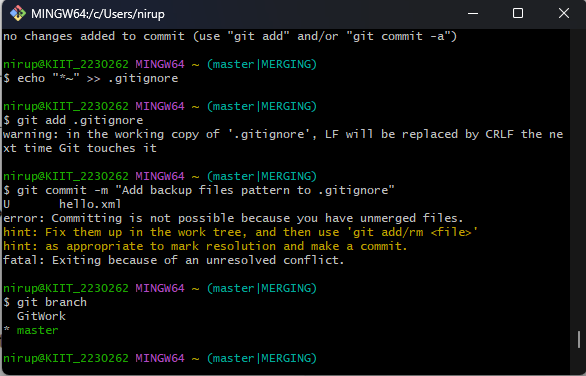 MINGW64:/c/Users/nirup
no changes added to commit (use "git add" and/or "git commit -a")
nirup@KIIT_2230262 MINGW64 ~ (master|MERGING)
$ echo "*~" >> .gitignore
nirup@KIIT_2230262 MINGW64 ~ (master|MERGING)
$ git add .gitignore
warning: in the working copy of '.gitignore', LF will be replaced by CRLF the ne
xt time Git touches it
nirup@KIIT_2230262 MINGW64 ~ (master|MERGING)
$ git commit -m "Add backup files pattern to .gitignore"
U       hello.xml
error: Committing is not possible because you have unmerged files.
hint: Fix them up in the work tree, and then use 'git add/rm <file>'
hint: as appropriate to mark resolution and make a commit.
fatal: Exiting because of an unresolved conflict.
nirup@KIIT_2230262 MINGW64 ~ (master|MERGING)
$ git branch
  GitWork
* master
nirup@KIIT_2230262 MINGW64 ~ (master|MERGING)